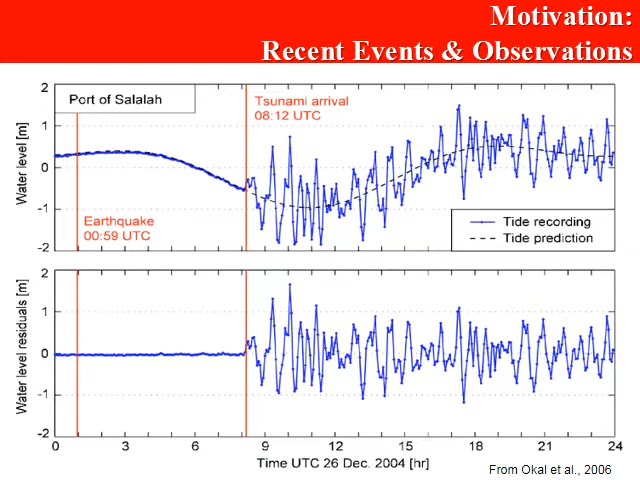 Motivation:
Recent Events & Observations
2
1
0
-1
-2
Water level [m]
Port of Salalah
Tsunami arrival
08:12 UTC
Earthquake
00:59 UTC
Tide recording
Tide prediction
2
1
0
-1
-2
Water level residuals [m]
0
3
6
9
12
15
18
21
24
Time UTC 26 Dec. 2004 [hr]
From Okal et al., 2006